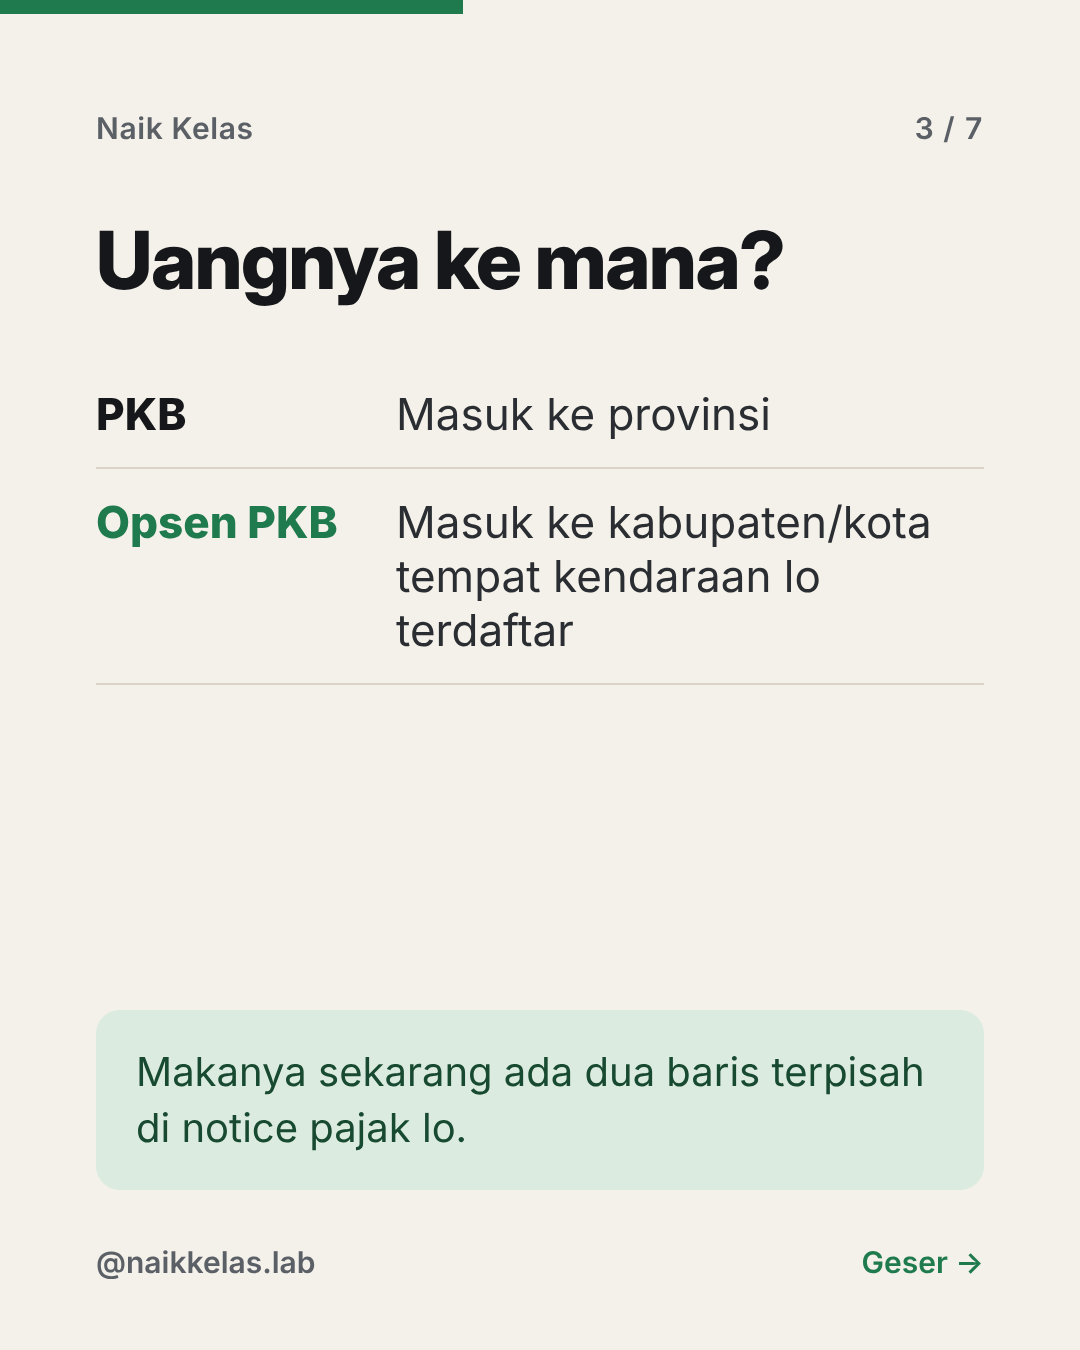 Naik Kelas
3 / 7
Uangnya ke mana?
PKB
Masuk ke provinsi
Opsen PKB
Masuk ke kabupaten/kota
tempat kendaraan lo
terdaftar
Makanya sekarang ada dua baris terpisah
di notice pajak lo.
@naikkelas.lab
Geser →